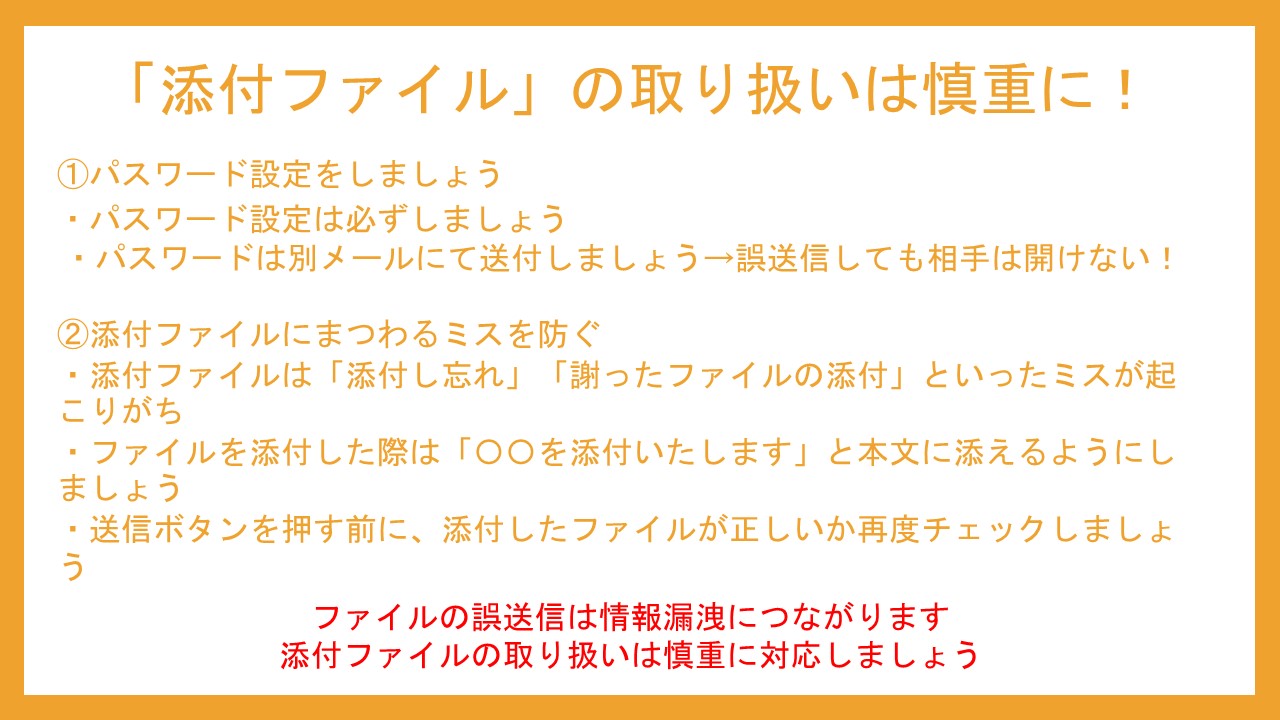 「添付ファイル」の取り扱いは慎重に！
①パスワード設定をしましょう
・パスワード設定は必ずしましょう
・パスワードは別メールにて送付しましょう→誤送信しても相手は開けない！
②添付ファイルにまつわるミスを防ぐ
・添付ファイルは「添付し忘れ」「謝ったファイルの添付」といったミスが起
こりがち
・ファイルを添付した際は「〇〇を添付いたします」と本文に添えるようにし
ましょう
・送信ボタンを押す前に、添付したファイルが正しいか再度チェックしましょ
う
ファイルの誤送信は情報漏洩につながります
添付ファイルの取り扱いは慎重に対応しましょう